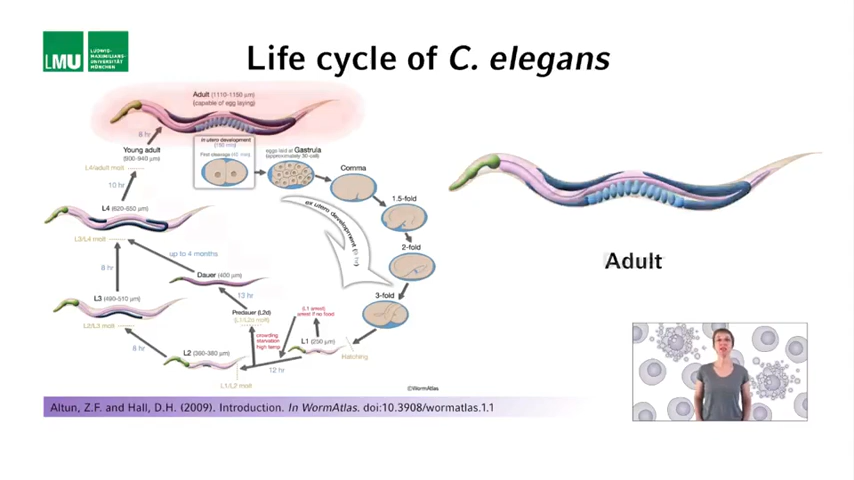 LMU
LUDWIG-
MAXIMILIANS-
UNIVERSITÄT
MÜNCHEN
Life cycle of C. elegans
Adult (1110-1150 μm)
(capable of egg laying)
8 hr
Young adult
(900-940 μm)
L4/adult molt
10 hr
L4 (620-650 μm)
L3/L4 molt
8 hr
L3 (490-510 μm)
L2/L3 molt
8 hr
L2 (360-380 μm)
L1/L2 molt
12 hr
L1 (250 μm)
(L1 arrest)
arrest if no food
crowding
starvation
high temp
Predauer (L2d)
(L1/L2d molt)
13 hr
Dauer (400 μm)
up to 4 months
in utero development
(150 min)
First cleavage
eggs laid at Gastrula
(approximately 30-cell)
Comma
1.5-fold
2-fold
3-fold
Hatching
ex utero development
©WormAtlas
Adult
Altun, Z.F. and Hall, D.H. (2009). Introduction. In WormAtlas. doi:10.3908/wormatlas.1.1